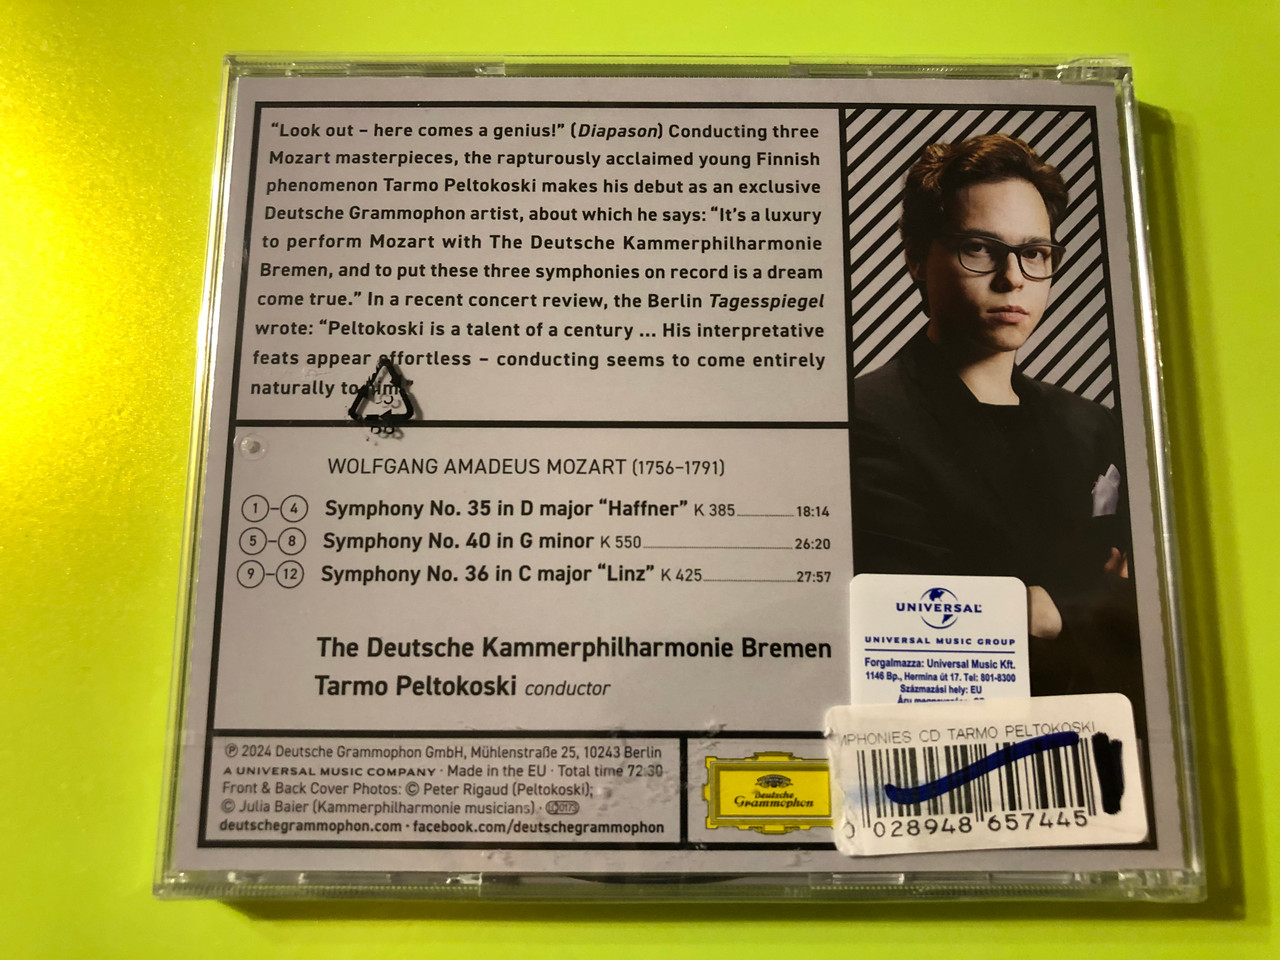 “Look out – here comes a genius!” (Diapason) Conducting three
Mozart masterpieces, the rapturously acclaimed young Finnish
phenomenon Tarmo Peltokoski makes his debut as an exclusive
Deutsche Grammophon artist, about which he says: “It’s a luxury
to perform Mozart with The Deutsche Kammerphilharmonie
Bremen, and to put these three symphonies on record is a dream
come true.” In a recent concert review, the Berlin Tagesspiegel
wrote: “Peltokoski is a talent of a century ... His interpretative
feats appear effortless – conducting seems to come entirely
naturally to him.”
WOLFGANG AMADEUS MOZART (1756–1791)
1–4 Symphony No. 35 in D major “Haffner” K 385 18:14
5–8 Symphony No. 40 in G minor K 550 26:20
9–12 Symphony No. 36 in C major “Linz” K 425 27:57
The Deutsche Kammerphilharmonie Bremen
Tarmo Peltokoski conductor
℗ 2024 Deutsche Grammophon GmbH, Mühlenstraße 25, 10243 Berlin
A UNIVERSAL MUSIC COMPANY · Made in the EU · Total time 72:30
Front & Back Cover Photos: © Peter Rigaud (Peltokoski);
© Julia Baier (Kammerphilharmonie musicians) · LC 0173
deutschegrammophon.com · facebook.com/deutschegrammophon
Deutsche
Grammophon
UNIVERSAL
UNIVERSAL MUSIC GROUP
Forgalmazza: Universal Music Kft.
1146 Bp., Hermina út 17. Tel: 801-8300
Származási hely: EU
MPHONIES CD TARMO PELTOKOSKI
0 028948 657445